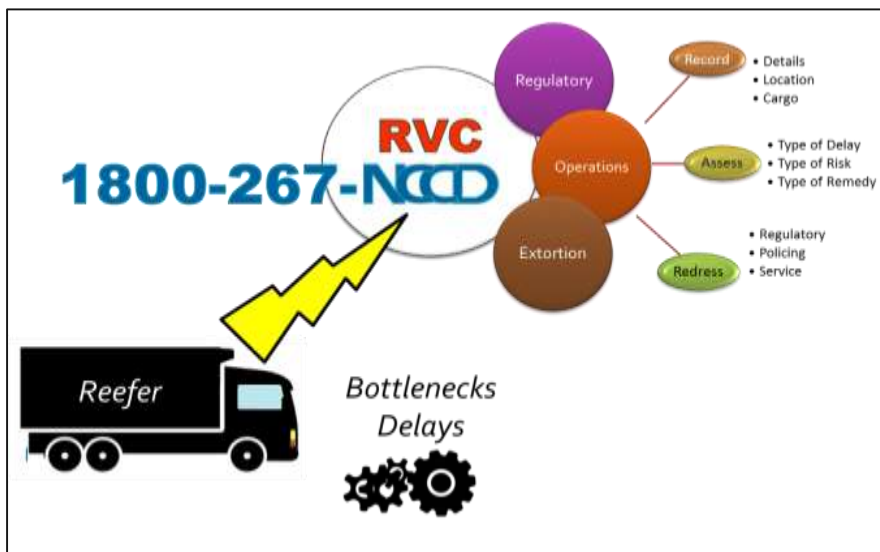 RVC
1800-267-NCCD
Regulatory
Operations
Extortion
Record
• Details
• Location
• Cargo
Assess
• Type of Delay
• Type of Risk
• Type of Remedy
Redress
• Regulatory
• Policing
• Service
Reefer
Bottlenecks
Delays